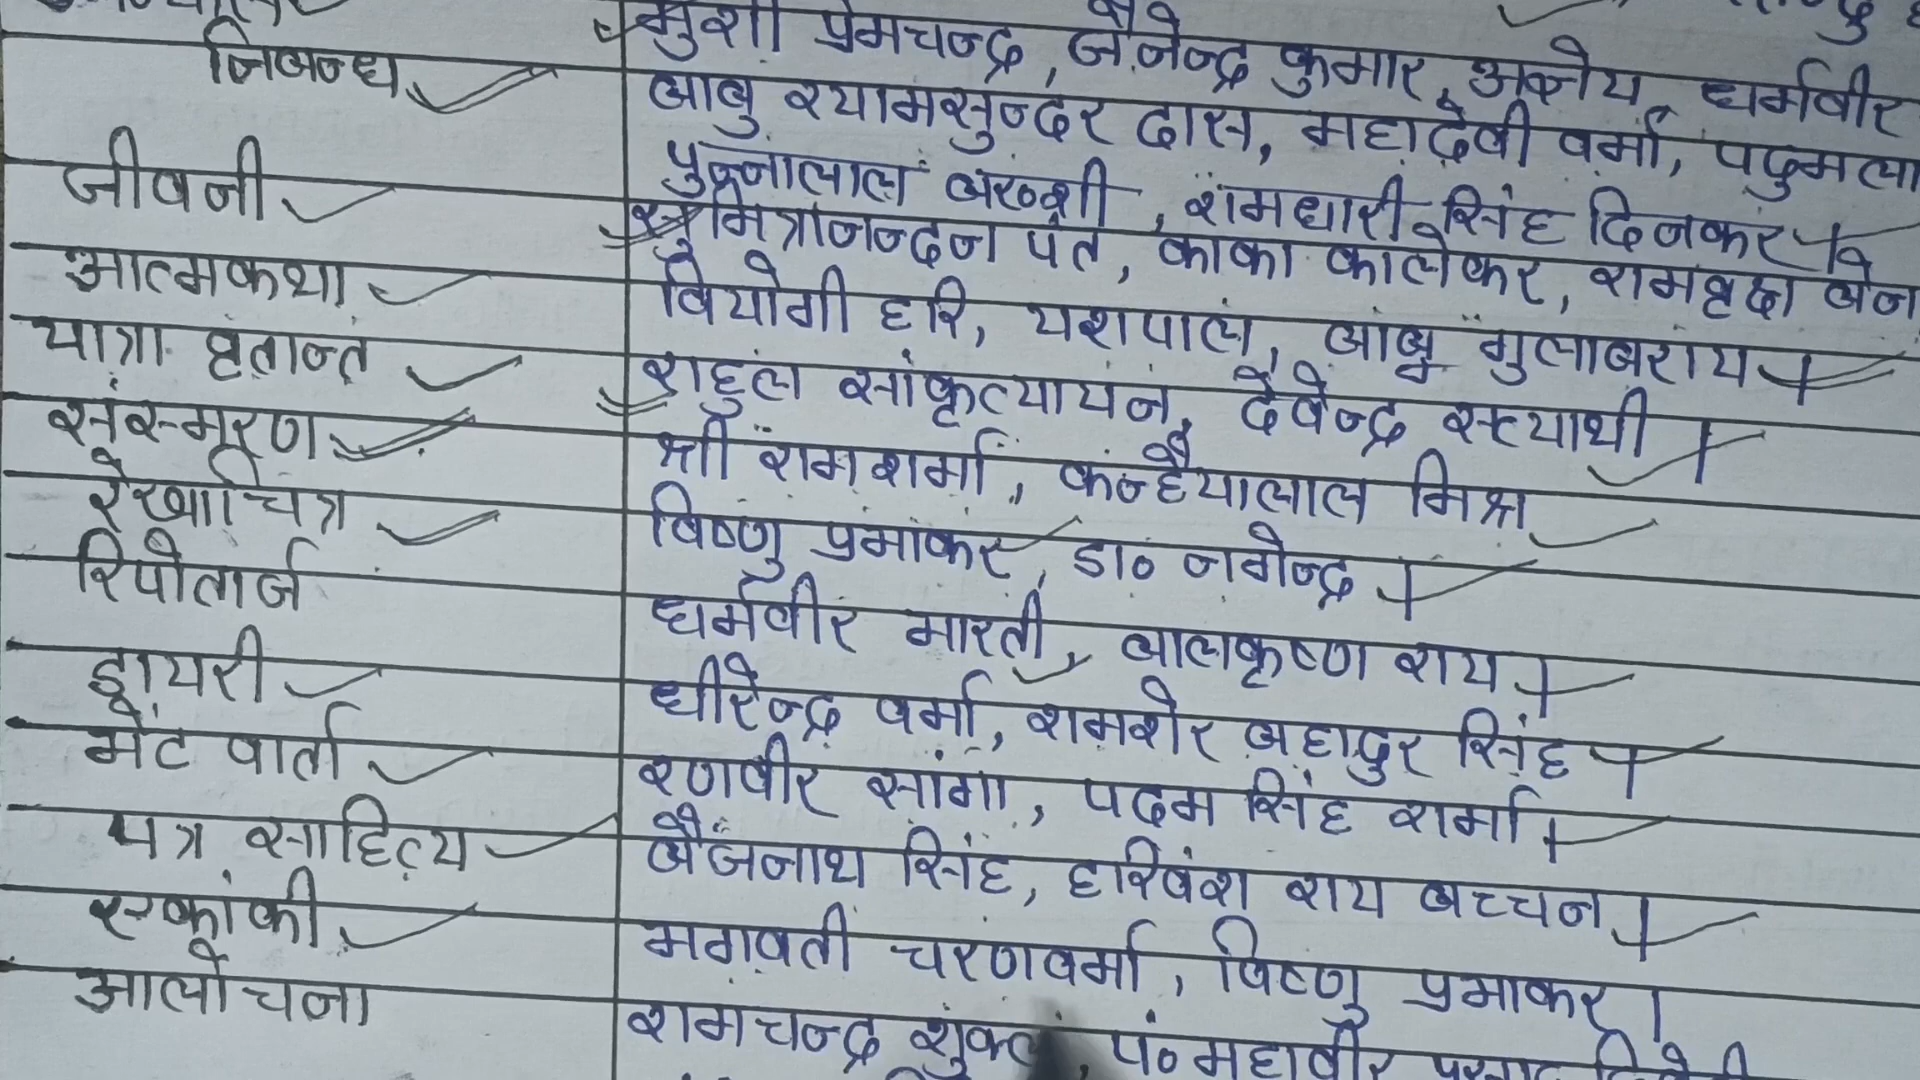 मुंशी प्रेमचन्द्र, जैनेन्द्र कुमार, अज्ञेय, धर्मवीर
निबन्ध बाबु श्यामसुन्दर दास, महादेवी वर्मा, पदुमला
पुन्नालाल बख्शी, रामधारी सिंह दिनकर।
जीवनी सुमित्रानन्दन पंत, काका कालेकर, रामवृक्ष बेन
आत्मकथा वियोगी हरि, यशपाल, बाबू गुलाबराय।
यात्रा वृतान्त राहुल सांकृत्यायन, देवेन्द्र सत्यार्थी।
संस्मरण श्री राम शर्मा, कन्हैयालाल मिश्र
रेखाचित्र विष्णु प्रभाकर, डा० नगेन्द्र।
रिपोतार्ज धर्मवीर भारती, बालकृष्ण राय।
डायरी धीरेन्द्र वर्मा, शमशेर बहादुर सिंह।
भेंट वार्ता रणवीर सांगा, पदम सिंह शर्मा।
पत्र साहित्य बैजनाथ सिंह, हरिवंश राय बच्चन।
एकांकी भगवती चरण वर्मा, विष्णु प्रभाकर।
आलोचना रामचन्द्र शुक्ल, पं० महावीर